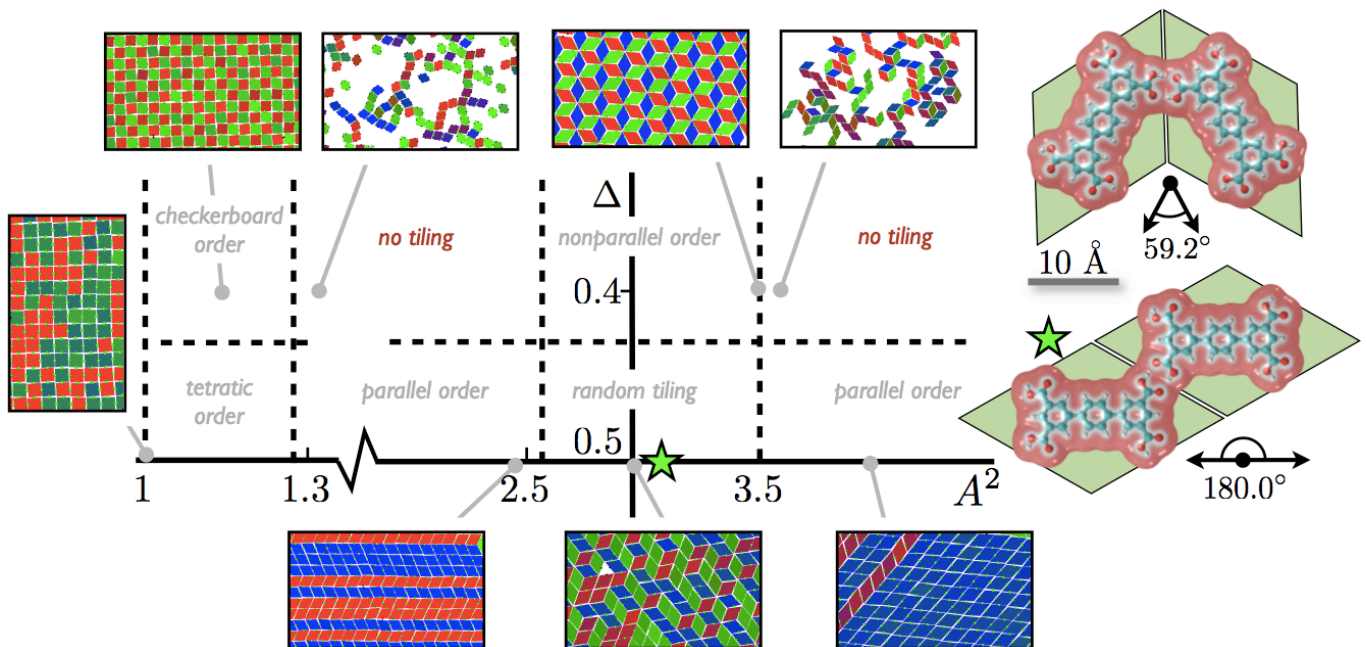 checkerboard
order
no tiling
Δ
nonparallel order
no tiling
59.2°
10 Å
0.4
tetratic
order
parallel order
random tiling
parallel order
0.5
1
1.3
2.5
3.5
A²
180.0°